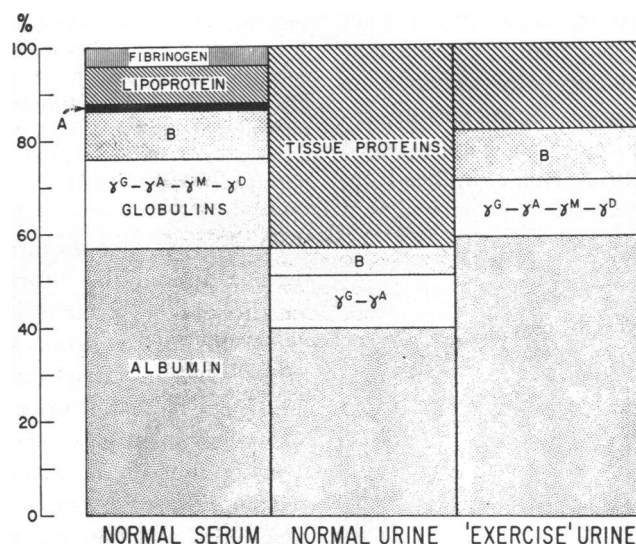 %
100
80
60
40
20
0
A
FIBRINOGEN
LIPOPROTEIN
B
γG – γA – γM – γD
GLOBULINS
ALBUMIN
TISSUE PROTEINS
B
γG – γA
B
γG – γA – γM – γD
NORMAL SERUM NORMAL URINE 'EXERCISE' URINE